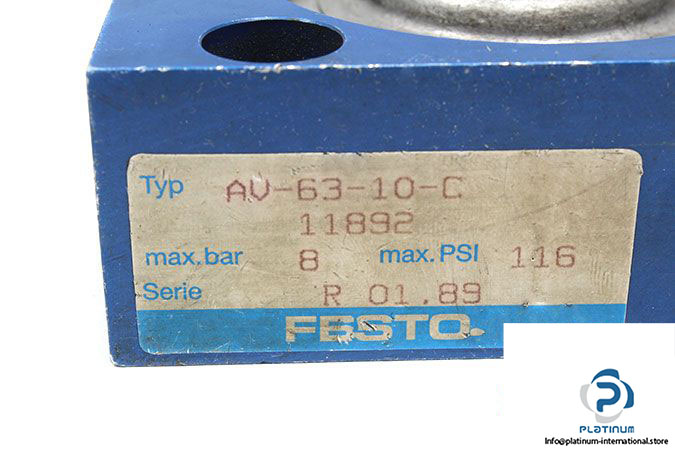 Typ AV-63-10-C
11892
max.bar 8 max.PSI 116
Serie R 01.89
FESTO
PLATINUM
Info@platinum-international.store